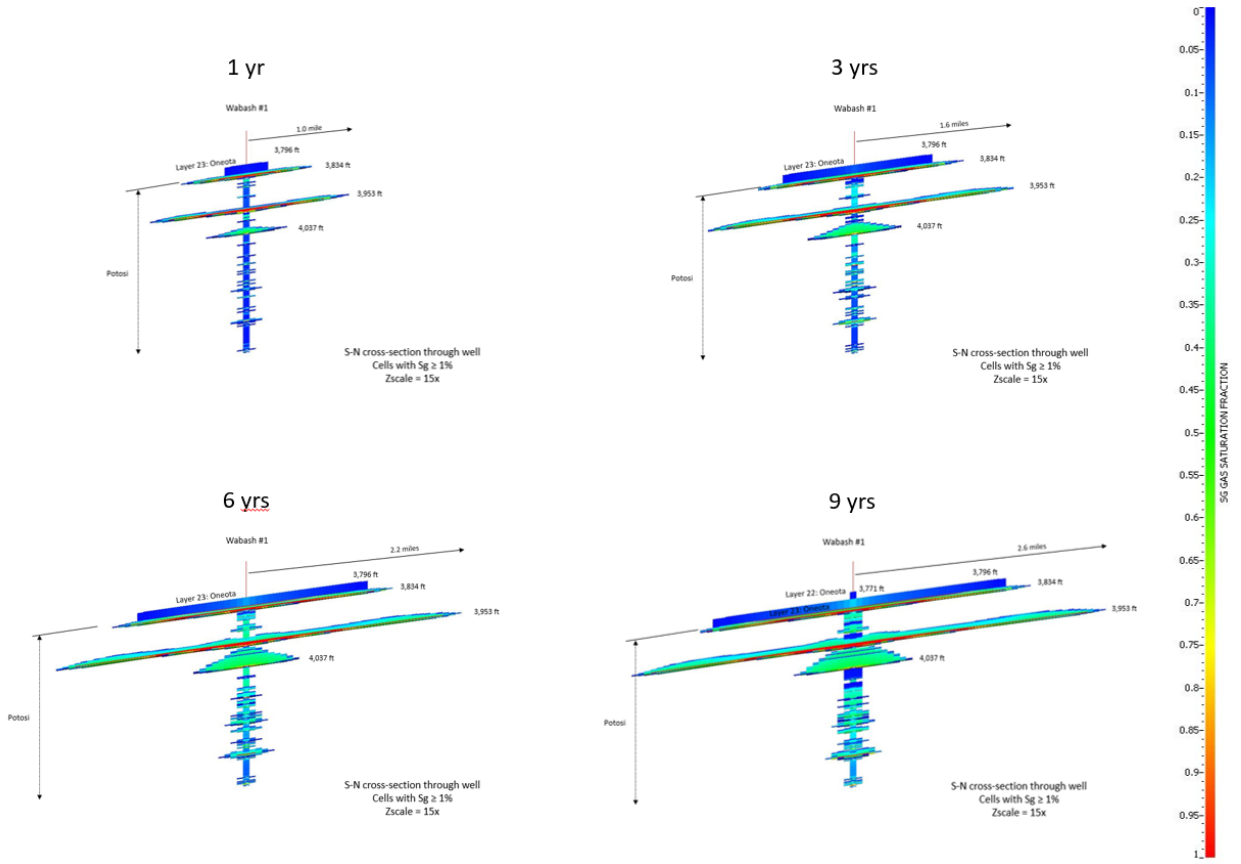 1 yr
Wabash #1
1.0 mile
3,796 ft
Layer 23: Oneota
3,834 ft
3,953 ft
4,037 ft
Potosi
S-N cross-section through well
Cells with Sg ≥ 1%
Zscale = 15x
3 yrs
Wabash #1
1.6 miles
3,796 ft
Layer 23: Oneota
3,834 ft
3,953 ft
4,037 ft
Potosi
S-N cross-section through well
Cells with Sg ≥ 1%
Zscale = 15x
6 yrs
Wabash #1
2.2 miles
3,796 ft
3,834 ft
Layer 23: Oneota
3,953 ft
4,037 ft
Potosi
S-N cross-section through well
Cells with Sg ≥ 1%
Zscale = 15x
9 yrs
Wabash #1
2.6 miles
3,796 ft
3,834 ft
Layer 22: Oneota
3,771 ft
Layer 23: Oneota
3,953 ft
4,037 ft
Potosi
S-N cross-section through well
Cells with Sg ≥ 1%
Zscale = 15x
0
0.05
0.1
0.15
0.2
0.25
0.3
0.35
0.4
0.45
0.5
0.55
0.6
0.65
0.7
0.75
0.8
0.85
0.9
0.95
1
SG GAS SATURATION FRACTION